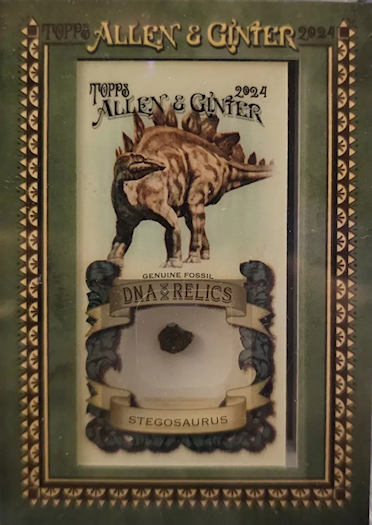 TOPPS ALLEN & GINTER 2024
TOPPS 2024
ALLEN & GINTER
GENUINE FOSSIL
DNA RELICS
STEGOSAURUS